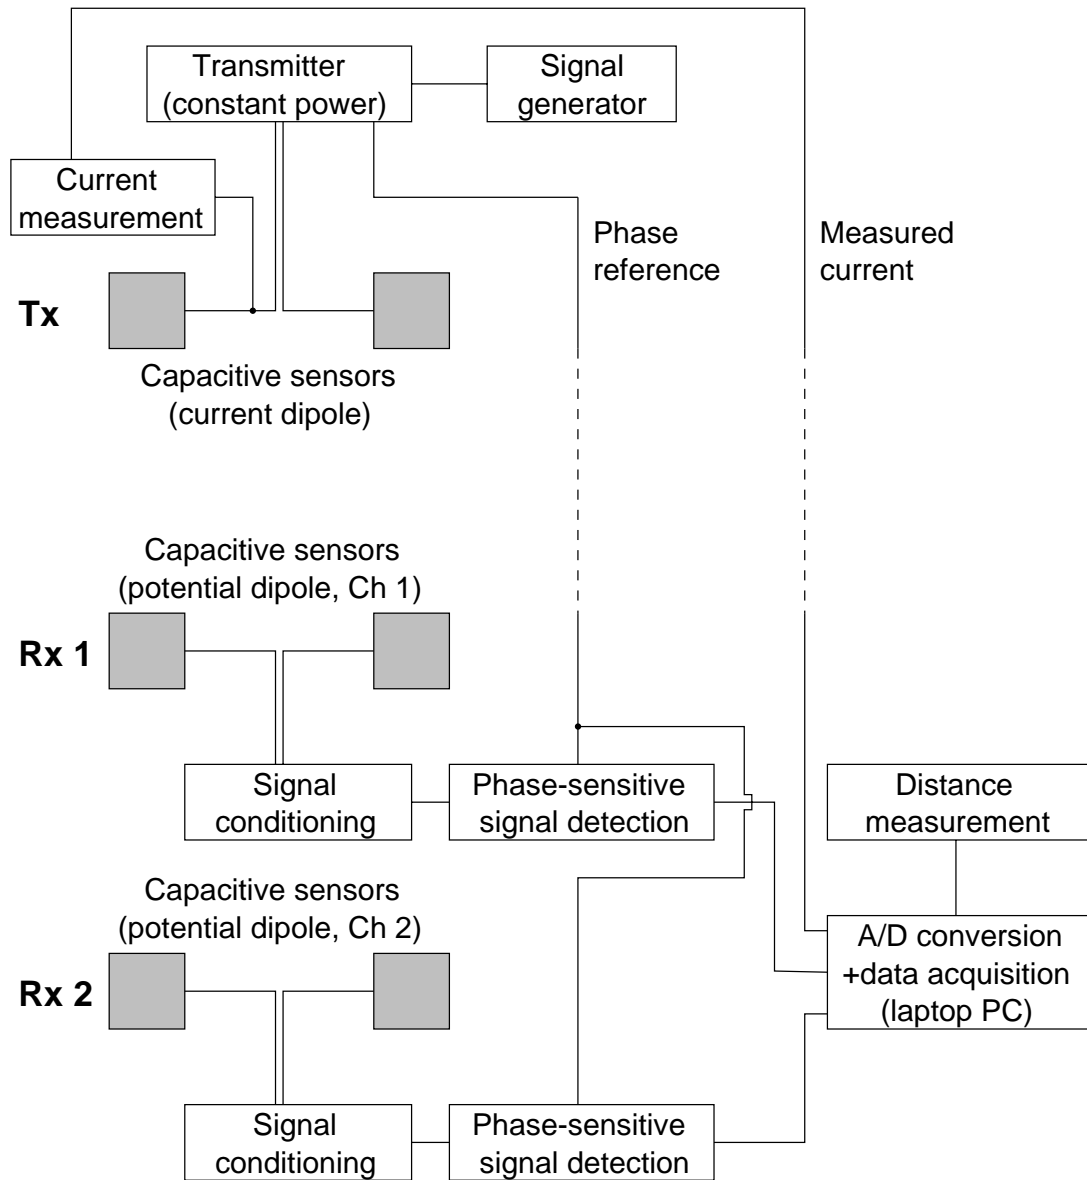 Transmitter
(constant power)
Signal
generator
Current
measurement
Phase
reference
Measured
current
Tx
Capacitive sensors
(current dipole)
Capacitive sensors
(potential dipole, Ch 1)
Rx 1
Signal
conditioning
Phase-sensitive
signal detection
Distance
measurement
Capacitive sensors
(potential dipole, Ch 2)
Rx 2
A/D conversion
+data acquisition
(laptop PC)
Signal
conditioning
Phase-sensitive
signal detection